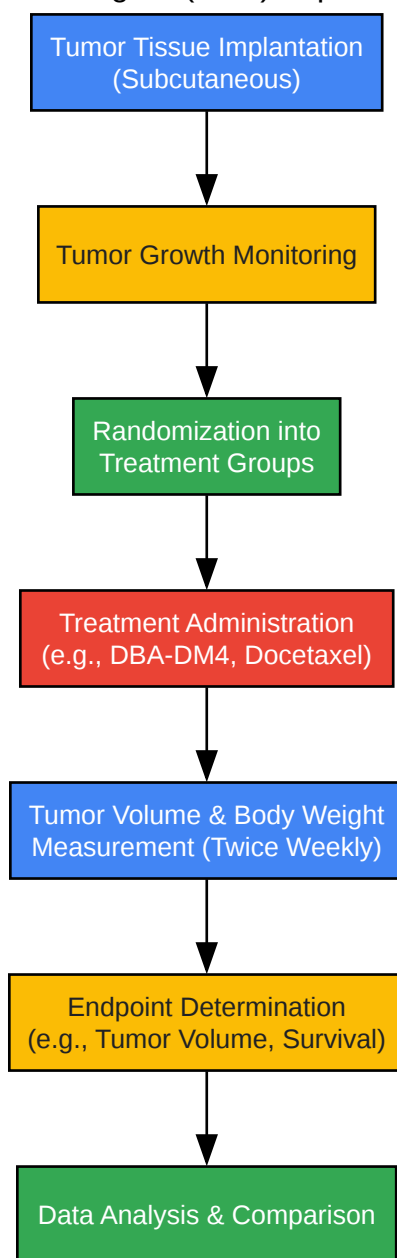 Tumor Tissue Implantation
(Subcutaneous)
Tumor Growth Monitoring
Randomization into
Treatment Groups
Treatment Administration
(e.g., DBA-DM4, Docetaxel)
Tumor Volume & Body Weight
Measurement (Twice Weekly)
Endpoint Determination
(e.g., Tumor Volume, Survival)
Data Analysis & Comparison